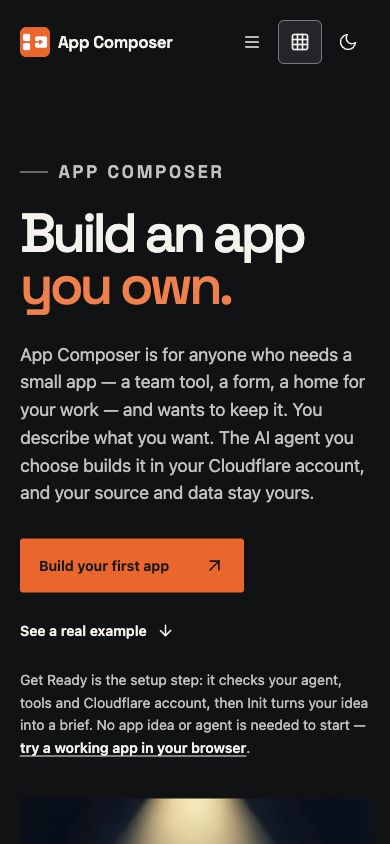 App Composer
APP COMPOSER
Build an app
you own.
App Composer is for anyone who needs a
small app — a team tool, a form, a home for
your work — and wants to keep it. You
describe what you want. The AI agent you
choose builds it in your Cloudflare account,
and your source and data stay yours.
Build your first app
See a real example
Get Ready is the setup step: it checks your agent,
tools and Cloudflare account, then Init turns your idea
into a brief. No app idea or agent is needed to start —
try a working app in your browser.